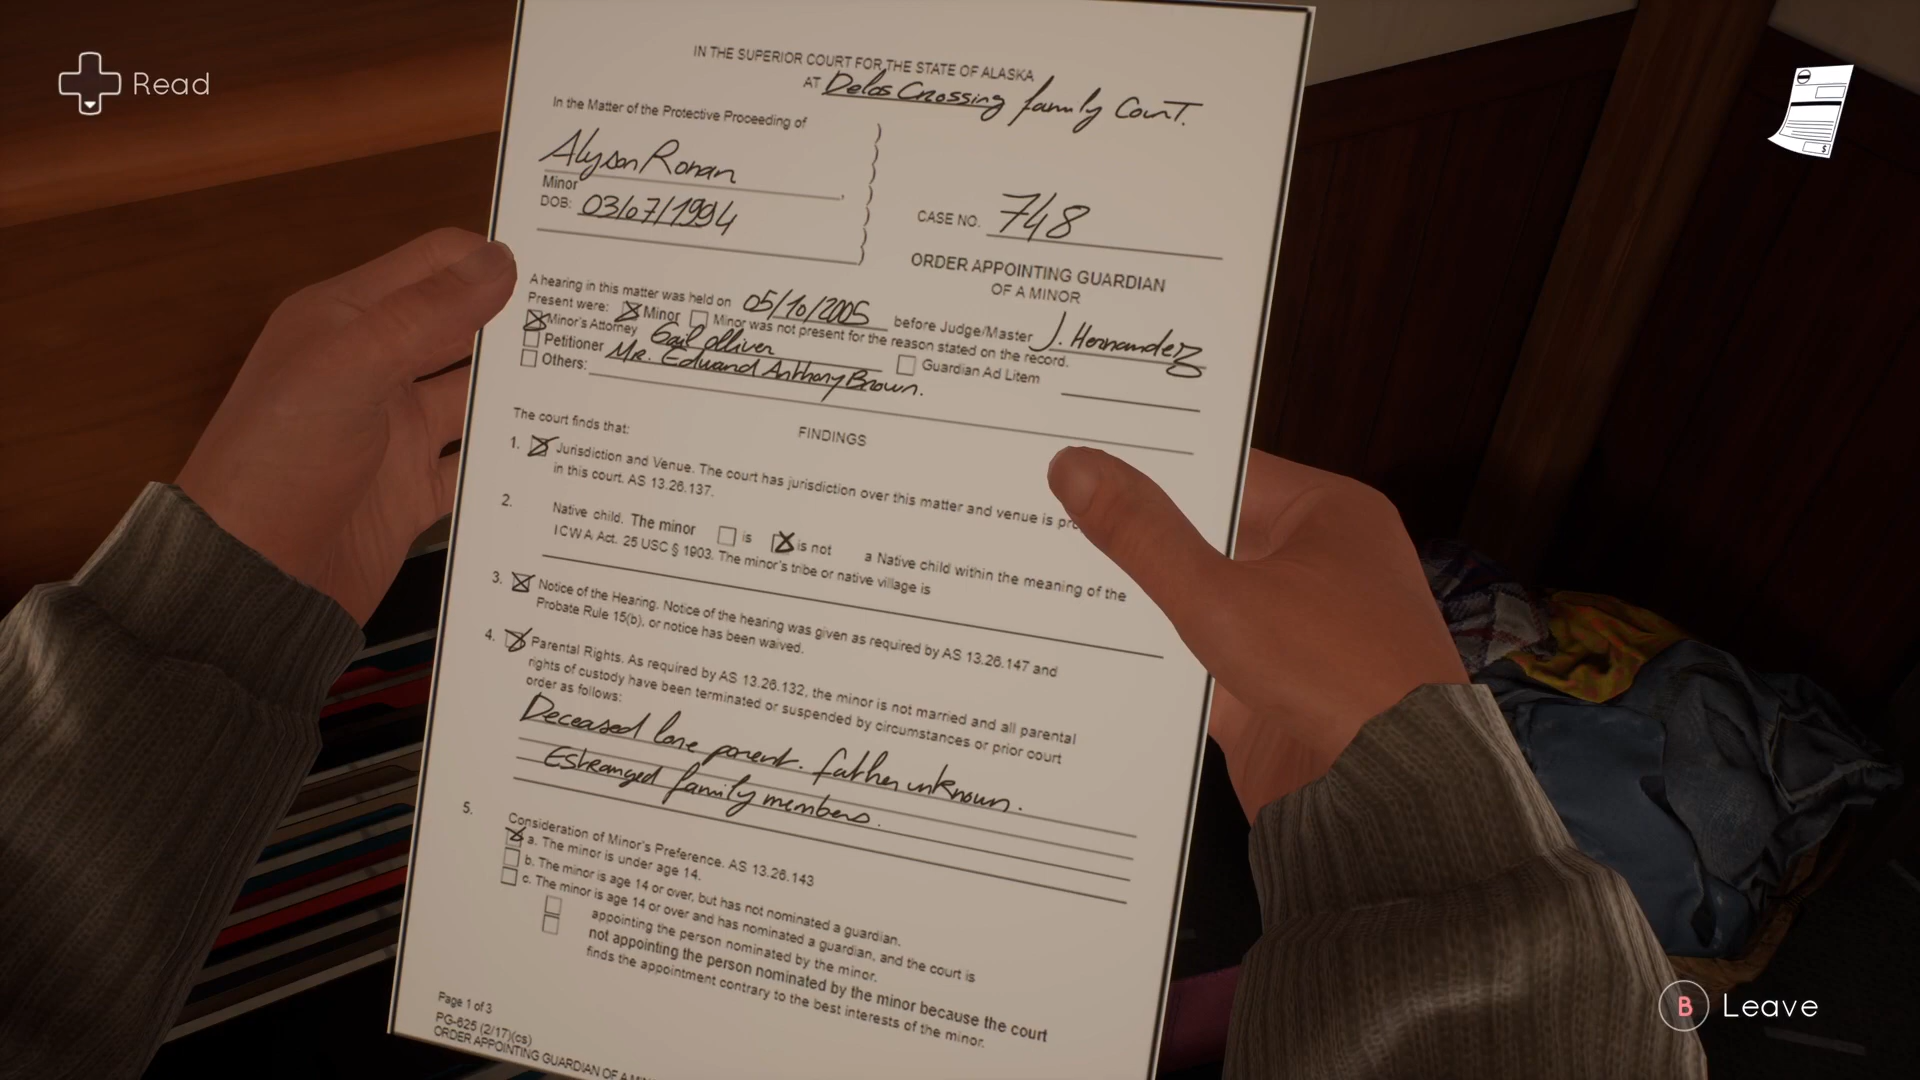 Read
IN THE SUPERIOR COURT FOR THE STATE OF ALASKA
AT Delos Crossing family Court.
In the Matter of the Protective Proceeding of
Alyson Ronan
Minor
DOB: 03/07/1994
CASE NO. 748
ORDER APPOINTING GUARDIAN
OF A MINOR
A hearing in this matter was held on 05/10/2005 before Judge/Master J. Hernandez
Present were: Minor Minor was not present for the reason stated on the record.
Minor's Attorney Gail Olliver Guardian Ad Litem
Petitioner Mr. Edward Anthony Brown.
Others:
FINDINGS
The court finds that:
1. Jurisdiction and Venue. The court has jurisdiction over this matter and venue is
in this court. AS 13.26.137.
2. Native child. The minor is is not a Native child within the meaning of the
ICWA Act. 25 USC § 1903. The minor's tribe or native village is
3. Notice of the Hearing. Notice of the hearing was given as required by AS 13.26.147 and
Probate Rule 15(b), or notice has been waived.
4. Parental Rights. As required by AS 13.26.132, the minor is not married and all parental
rights of custody have been terminated or suspended by circumstances or prior court
order as follows:
Deceased lone parent. father unknown.
Estranged family members.
5. Consideration of Minor's Preference. AS 13.26.143
a. The minor is under age 14.
b. The minor is age 14 or over, but has not nominated a guardian.
c. The minor is age 14 or over and has nominated a guardian, and the court is
appointing the person nominated by the minor.
not appointing the person nominated by the minor because the court
finds the appointment contrary to the best interests of the minor.
Page 1 of 3
PG-625 (2/17)(cs)
ORDER APPOINTING GUARDIAN OF A
B Leave